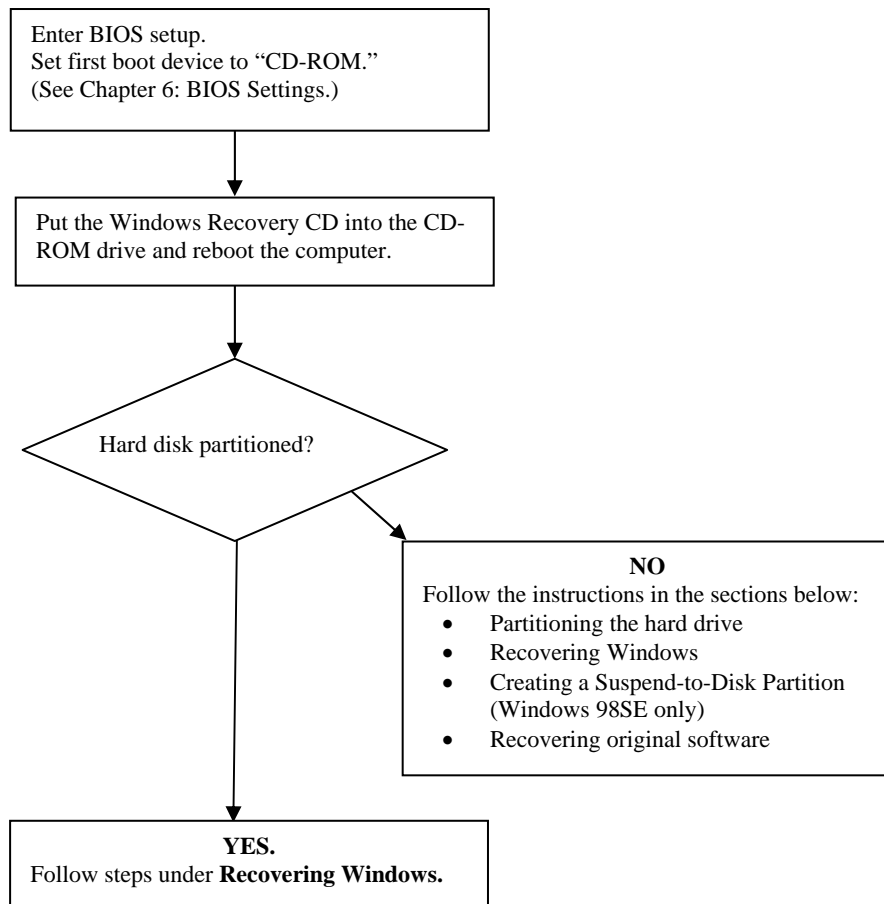 Enter BIOS setup.
Set first boot device to “CD-ROM.”
(See Chapter 6: BIOS Settings.)
Put the Windows Recovery CD into the CD-
ROM drive and reboot the computer.
Hard disk partitioned?
NO
Follow the instructions in the sections below:
• Partitioning the hard drive
• Recovering Windows
• Creating a Suspend-to-Disk Partition
(Windows 98SE only)
• Recovering original software
YES.
Follow steps under Recovering Windows.